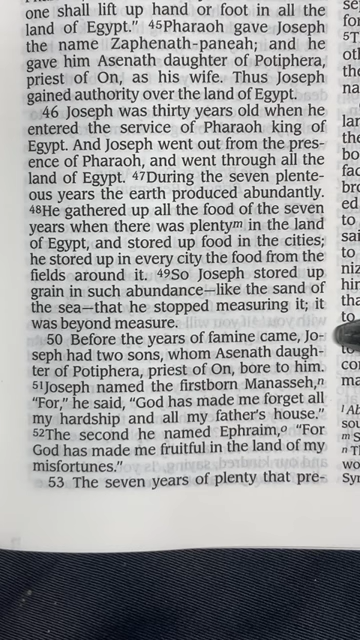 one shall lift up hand or foot in all the
land of Egypt." 45Pharaoh gave Joseph
the name Zaphenath-paneah; and he
gave him Asenath daughter of Potiphera,
priest of On, as his wife. Thus Joseph
gained authority over the land of Egypt.
46 Joseph was thirty years old when he
entered the service of Pharaoh king of
Egypt. And Joseph went out from the pres-
ence of Pharaoh, and went through all the
land of Egypt. 47During the seven plente-
ous years the earth produced abundantly.
48He gathered up all the food of the seven
years when there was plentym in the land
of Egypt, and stored up food in the cities;
he stored up in every city the food from the
fields around it. 49So Joseph stored up
grain in such abundance—like the sand of
the sea—that he stopped measuring it; it
was beyond measure.
50 Before the years of famine came, Jo-
seph had two sons, whom Asenath daugh-
ter of Potiphera, priest of On, bore to him.
51Joseph named the firstborn Manasseh,n
"For," he said, "God has made me forget all
my hardship and all my father's house."
52The second he named Ephraim,o "For
God has made me fruitful in the land of my
misfortunes."
53 The seven years of plenty that pre-